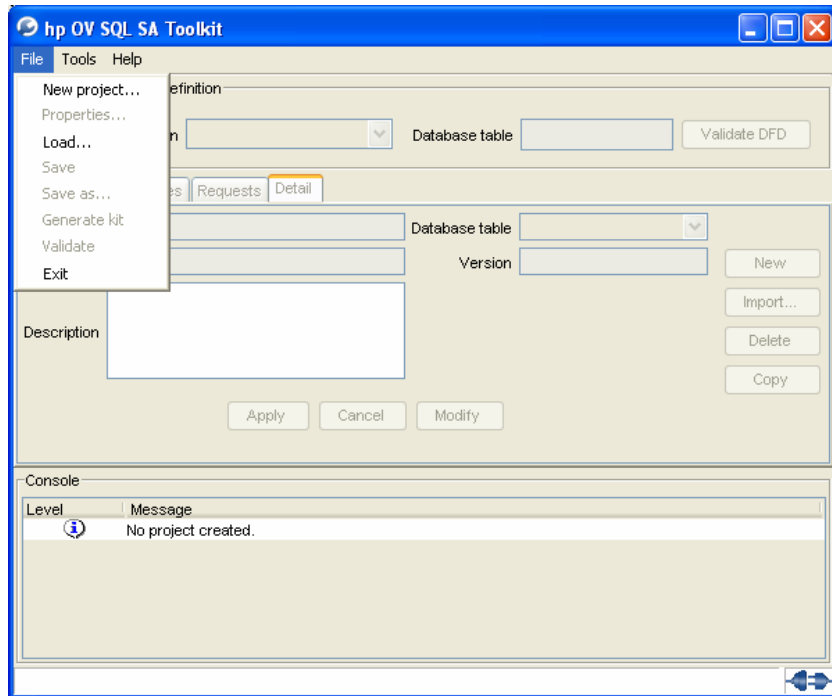 hp OV SQL SA Toolkit
File Tools Help
New project...
Properties...
Load...
Save
Save as...
Generate kit
Validate
Exit
efinition
n
Database table
Validate DFD
es
Requests
Detail
Database table
Version
New
Import...
Description
Delete
Copy
Apply
Cancel
Modify
Console
Level Message
No project created.